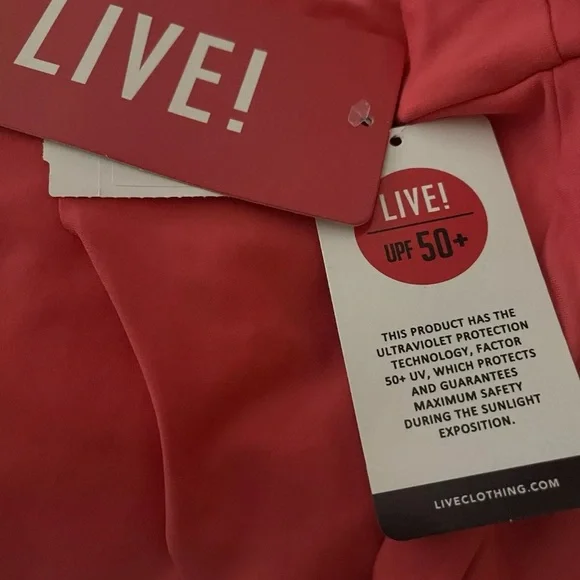 LIVE!
LIVE!
UPF 50+
THIS PRODUCT HAS THE
ULTRAVIOLET PROTECTION
TECHNOLOGY, FACTOR
50+ UV, WHICH PROTECTS
AND GUARANTEES
MAXIMUM SAFETY
DURING THE SUNLIGHT
EXPOSITION.
LIVECLOTHING.COM